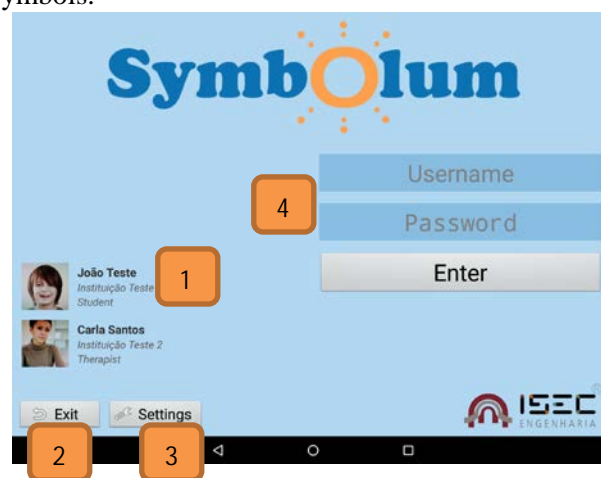 ymbols.
Symbolum
Username
4
Password
João Teste
Instituição Teste
Student
1
Enter
Carla Santos
Instituição Teste 2
Therapist
Exit
Settings
ISEC
ENGENHARIA
®
2
3